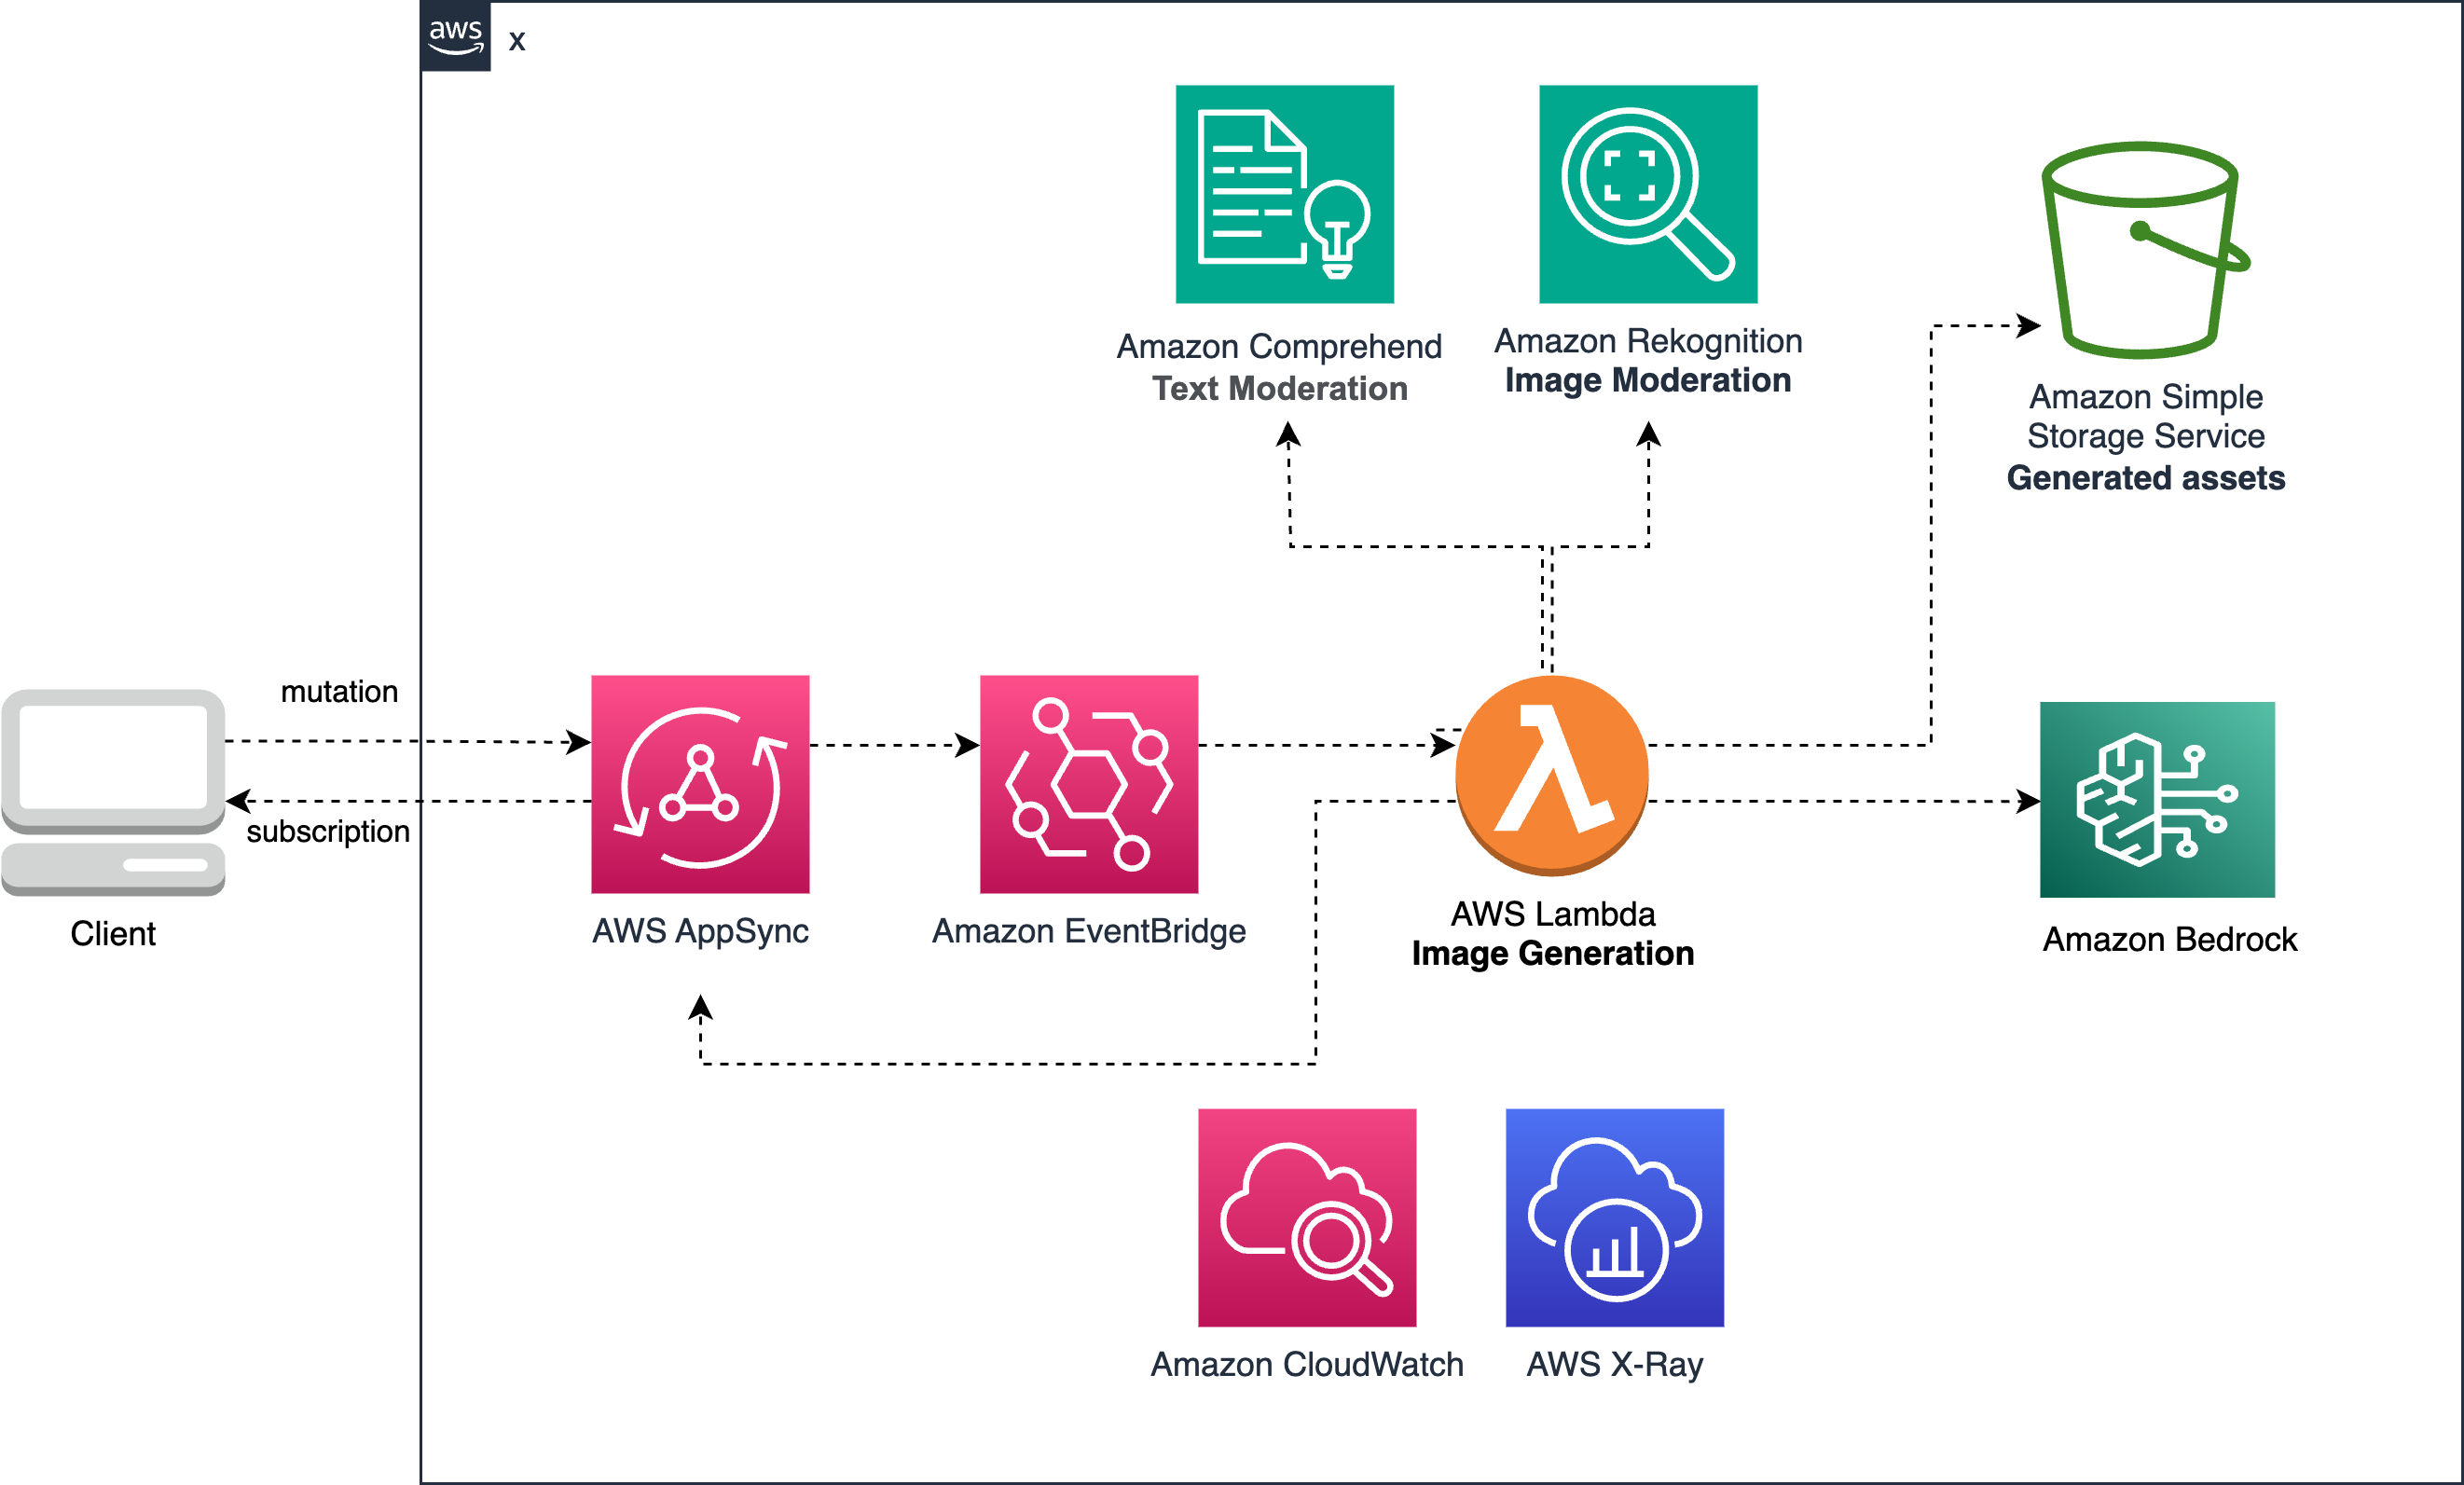 aws
x
Amazon Comprehend
Text Moderation
Amazon Rekognition
Image Moderation
Amazon Simple
Storage Service
Generated assets
mutation
subscription
Client
AWS AppSync
Amazon EventBridge
AWS Lambda
Image Generation
Amazon Bedrock
Amazon CloudWatch
AWS X-Ray